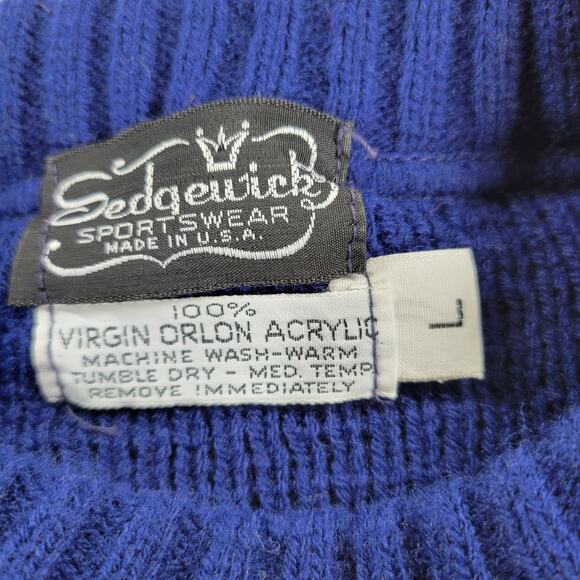 Sedgewick
SPORTSWEAR
MADE IN U.S.A.
100%
VIRGIN ORLON ACRYLIC
MACHINE WASH-WARM
TUMBLE DRY - MED. TEMP
REMOVE IMMEDIATELY
L